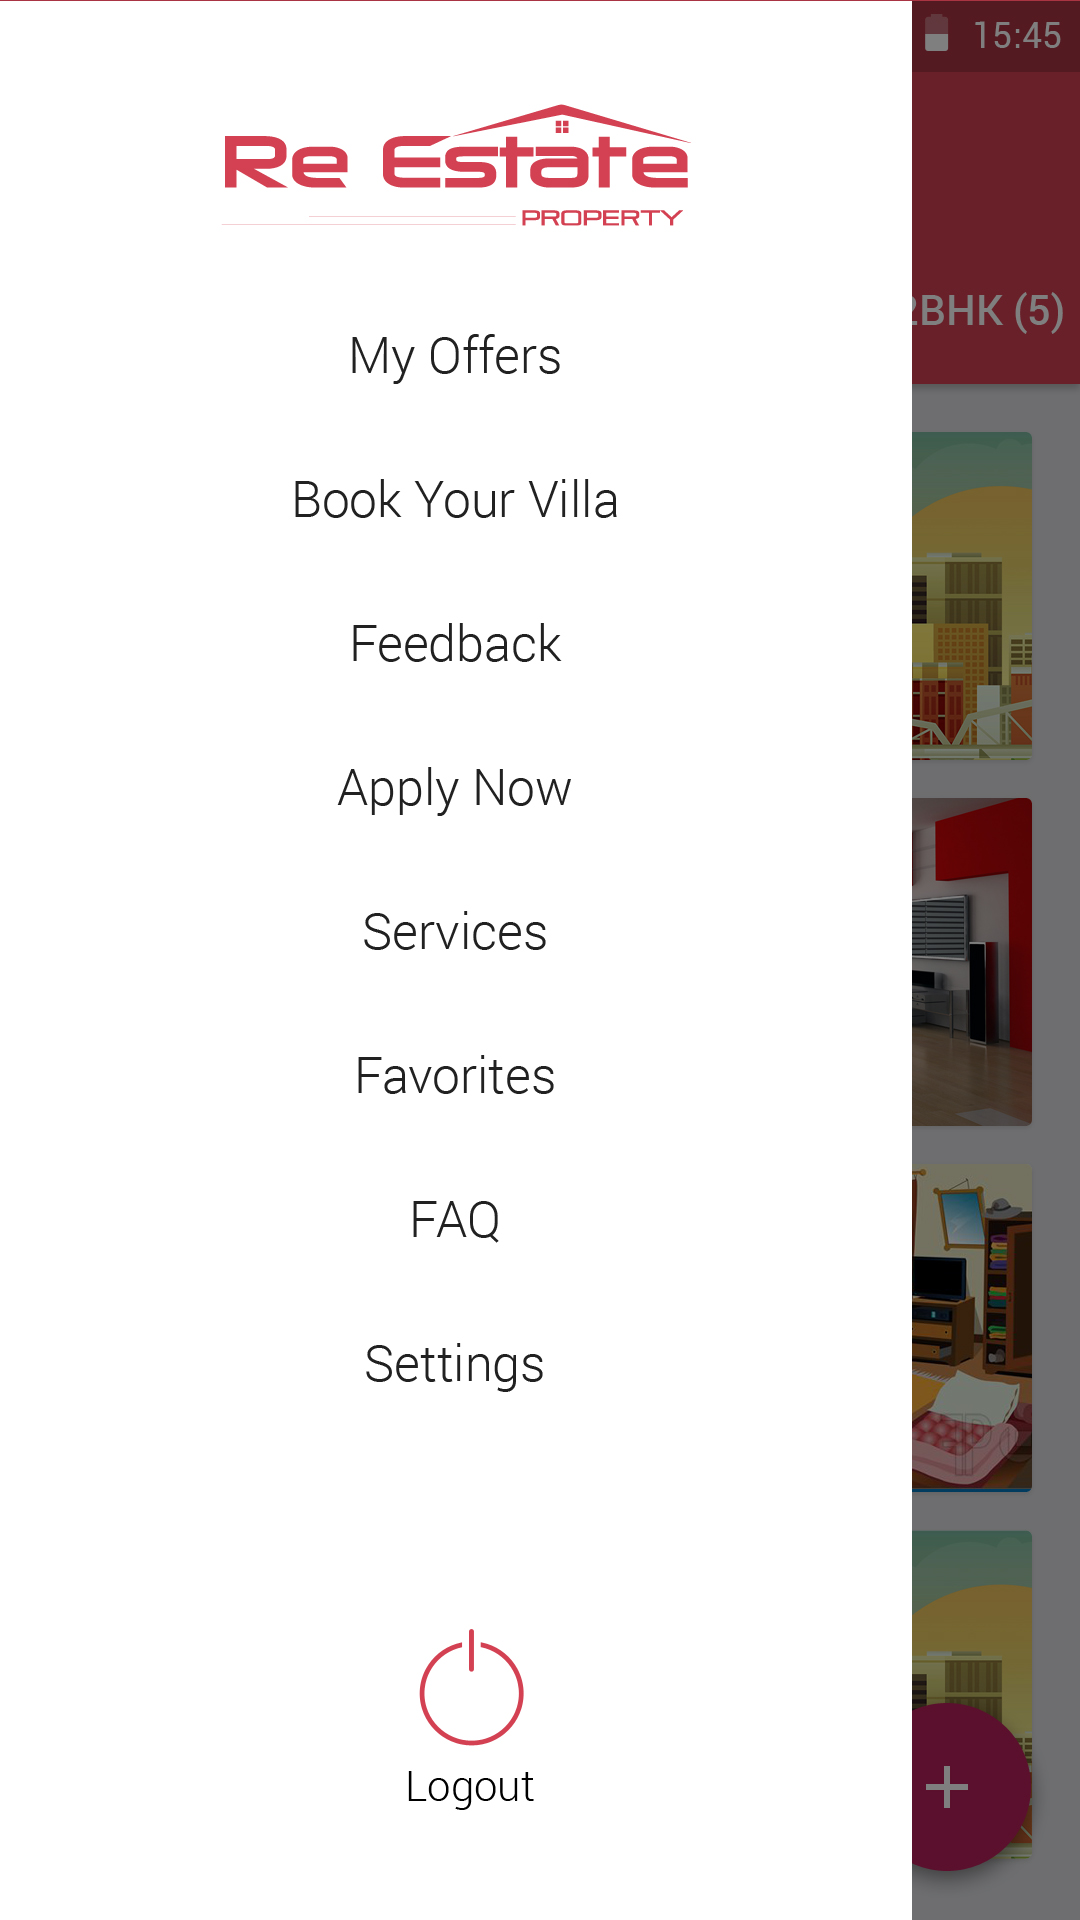 15:45
Re Estate
PROPERTY
2BHK (5)
My Offers
Book Your Villa
Feedback
Apply Now
Services
Favorites
FAQ
Settings
Logout